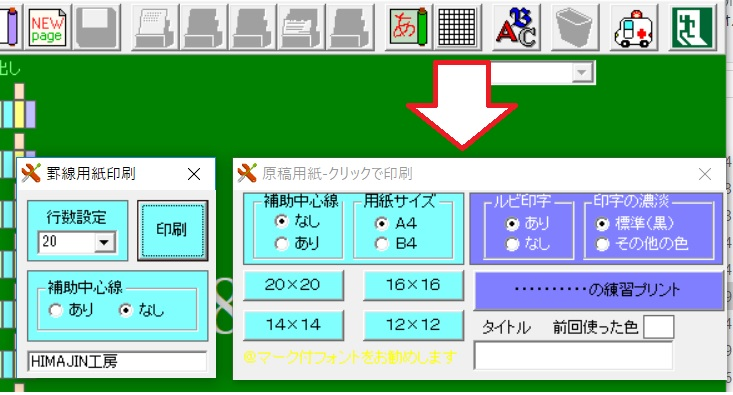 NEW
page
あ
A B C
出し
罫線用紙印刷
行数設定
20
印刷
補助中心線
あり
なし
HIMAJIN工房
原稿用紙-クリックで印刷
補助中心線
なし
あり
用紙サイズ
A4
B4
ルビ印字
あり
なし
印字の濃淡
標準(黒)
その他の色
20×20
16×16
14×14
12×12
・・・・・・・・・・の練習プリント
タイトル
前回使った色
@マーク付フォントをお勧めします